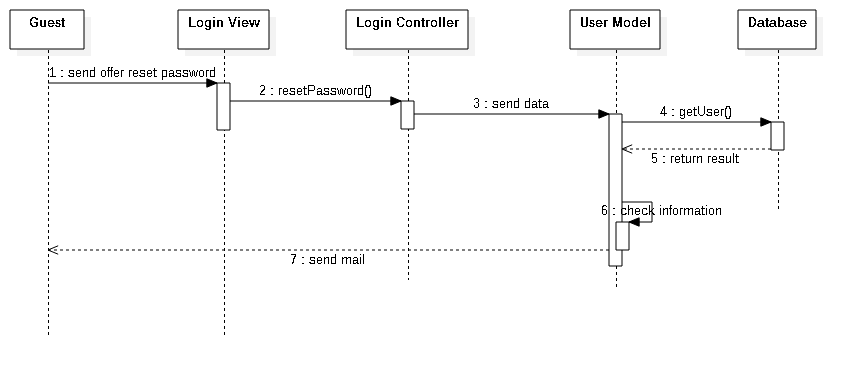 Guest
Login View
Login Controller
User Model
Database
1 : send offer reset password
2 : resetPassword()
3 : send data
4 : getUser()
5 : return result
6 : check information
7 : send mail